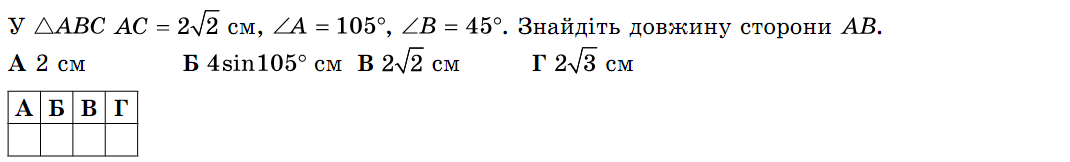 У △ABC AC = 2√2 см, ∠A = 105°, ∠B = 45°. Знайдіть довжину сторони AB.
А 2 см Б 4sin105° см В 2√2 см Г 2√3 см
А Б В Г